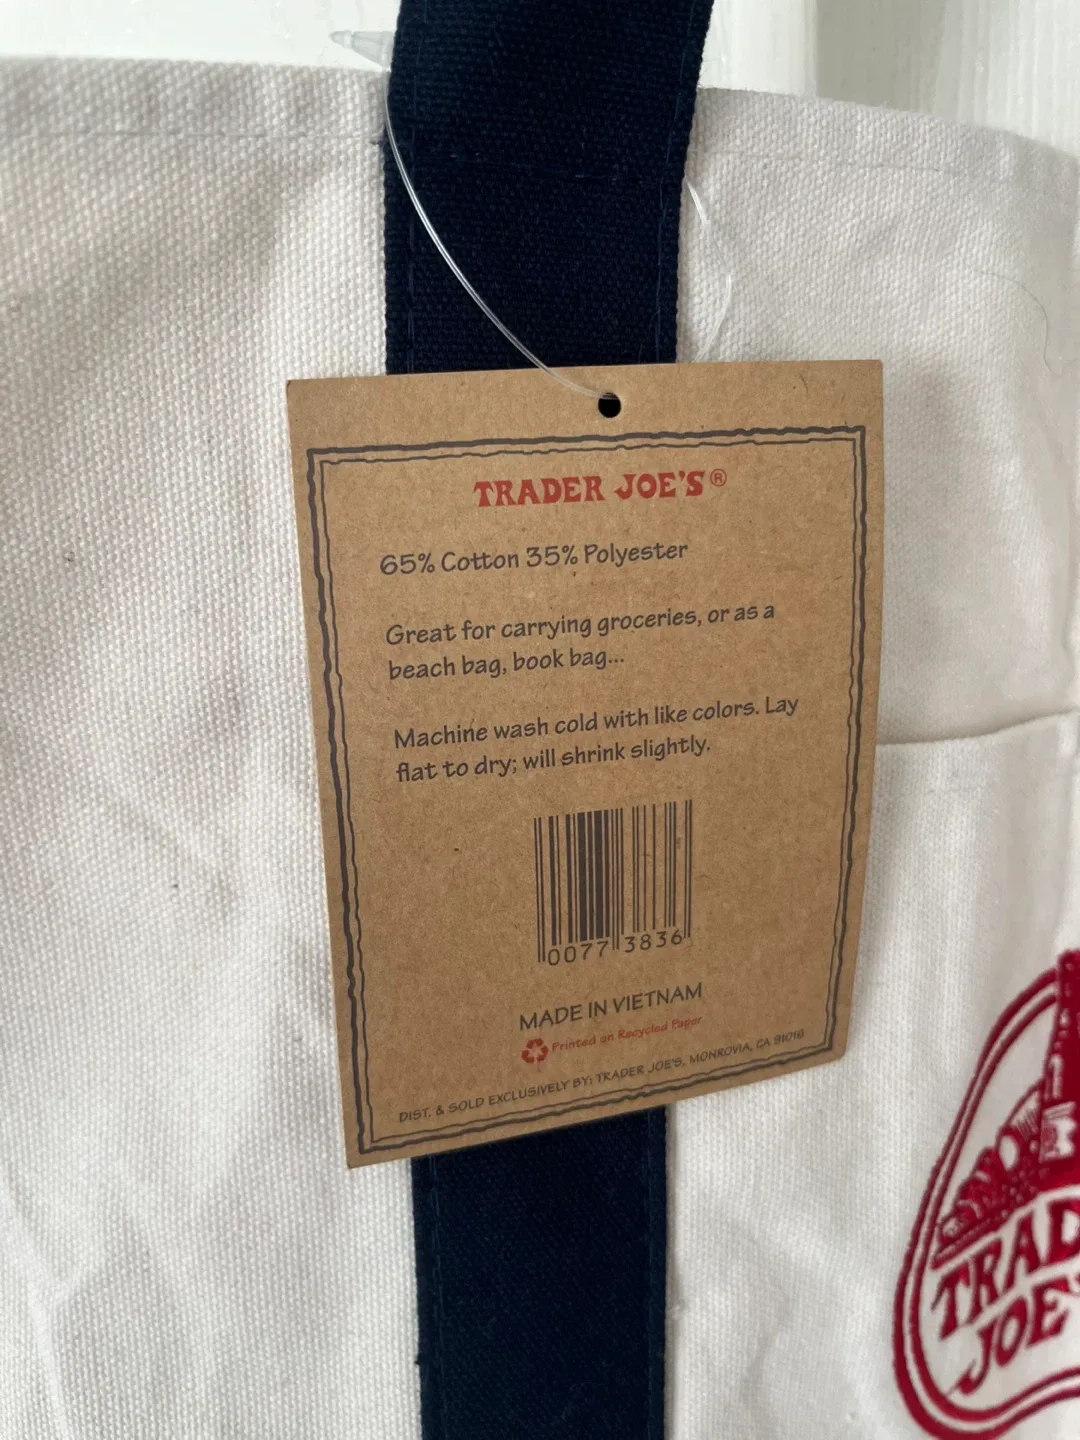 TRADER JOE'S®
65% Cotton 35% Polyester
Great for carrying groceries, or as a
beach bag, book bag...
Machine wash cold with like colors. Lay
flat to dry; will shrink slightly.
0077 3836
MADE IN VIETNAM
Printed on Recycled Paper
DIST. & SOLD EXCLUSIVELY BY: TRADER JOE'S, MONROVIA, CA 91016
TRAD
JOE'